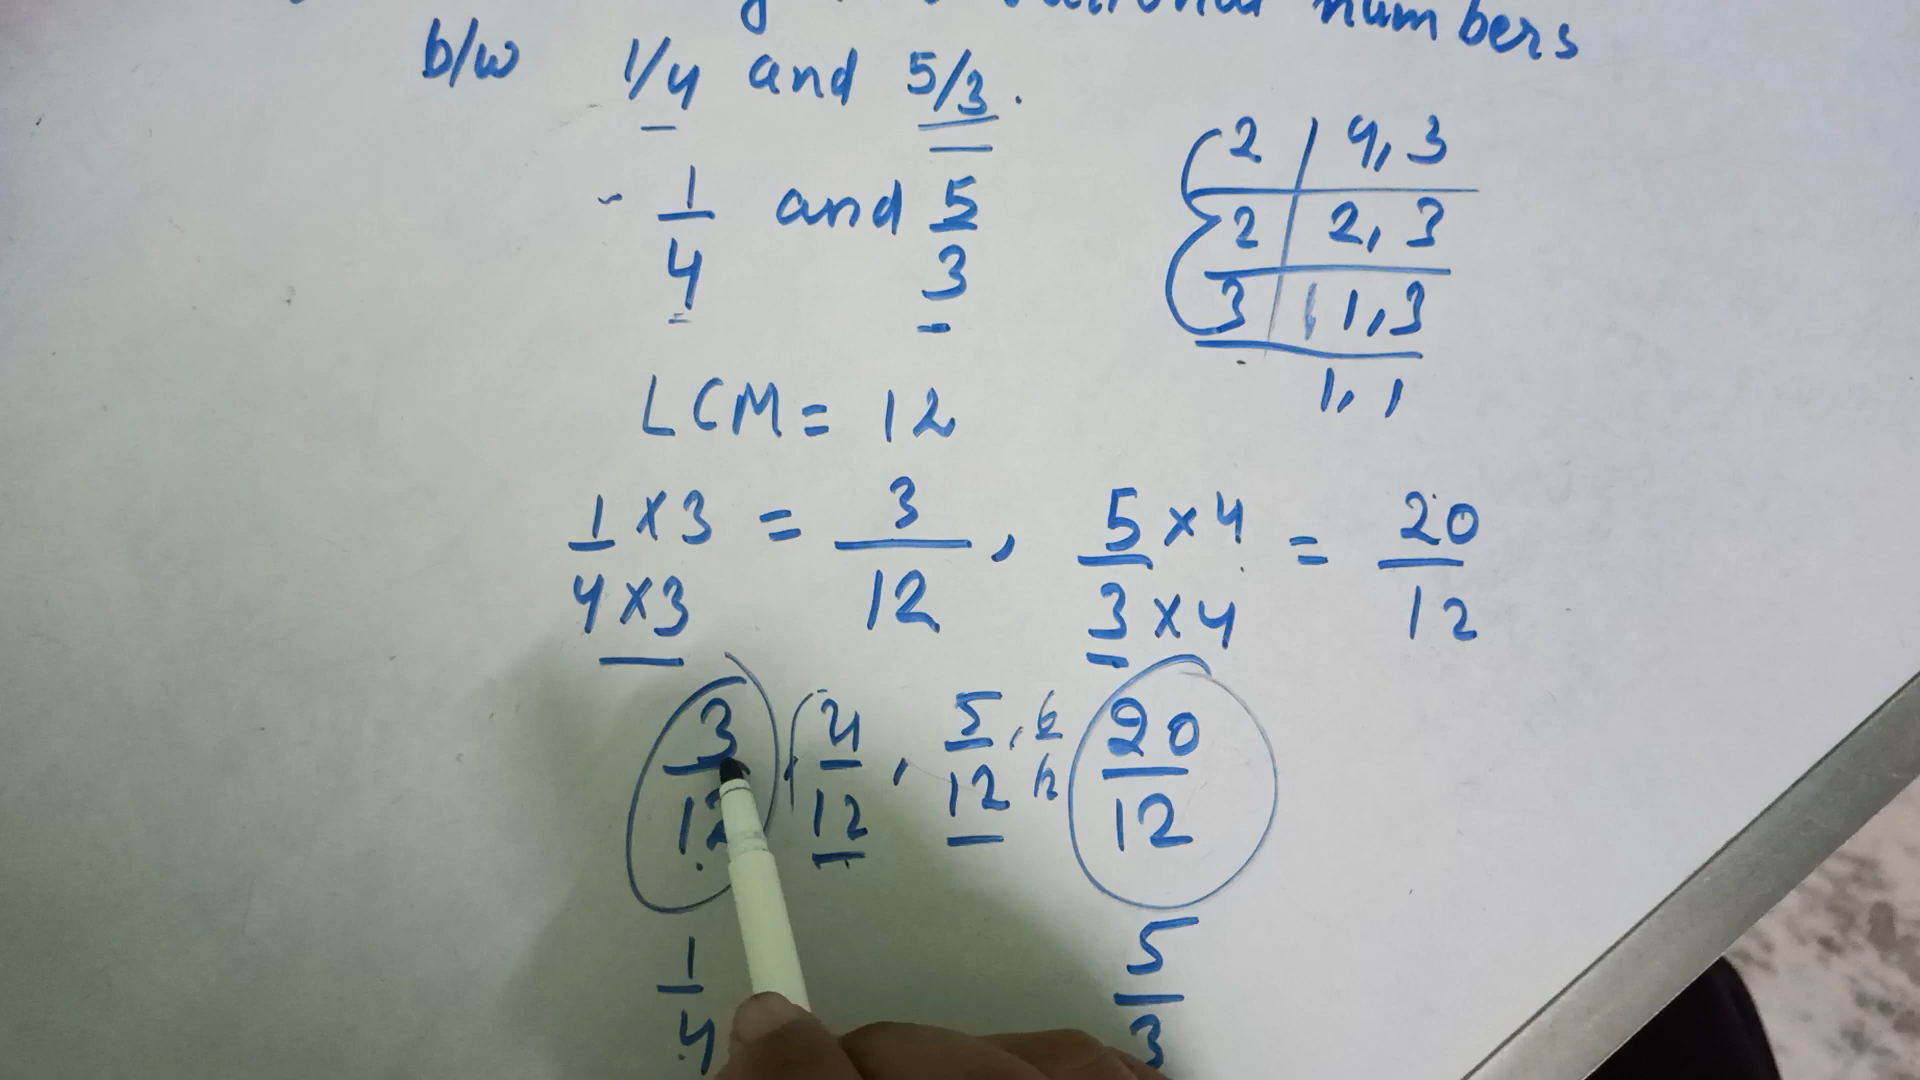 numbers
b/w 1/4 and 5/3.
1/4 and 5/3
2 | 4, 3
2 | 2, 3
3 | 1, 3
1, 1
LCM = 12
1 × 3 / 4 × 3 = 3/12, 5 × 4 / 3 × 4 = 20/12
3/12, 4/12, 5/12, 6/12 20/12
1/4 5/3